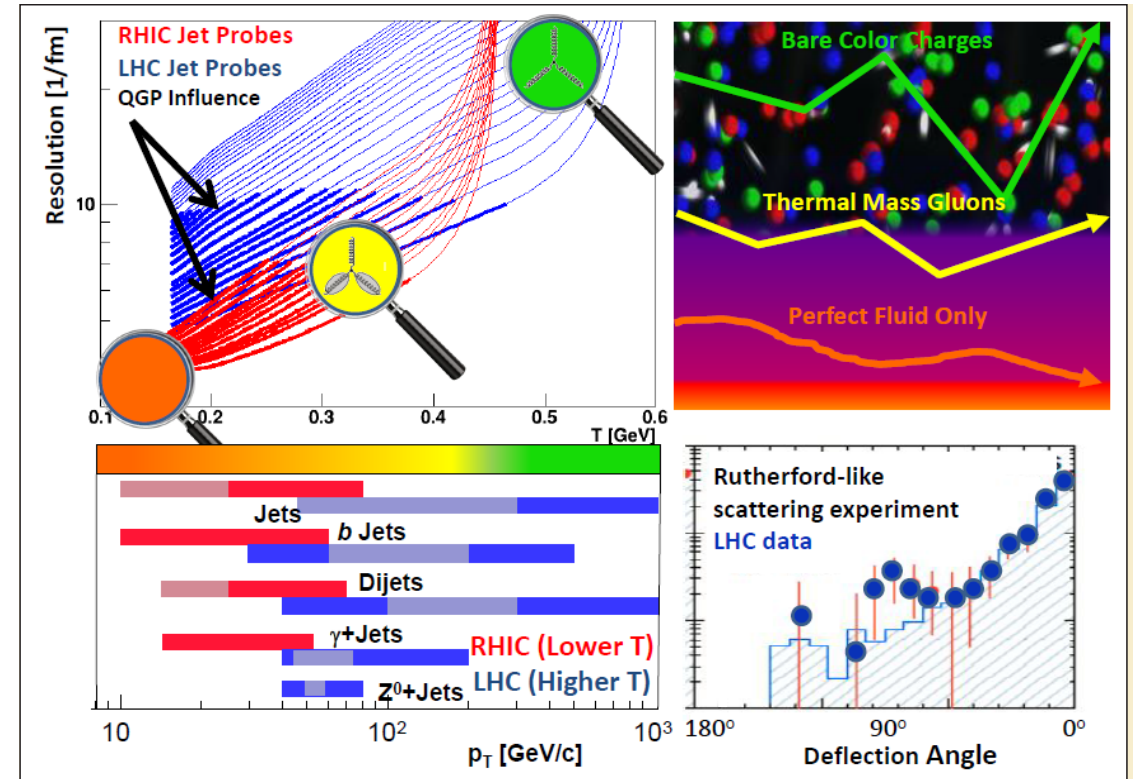 RHIC Jet Probes
LHC Jet Probes
QGP Influence
Resolution [1/fm]
10
0.1
0.2
0.3
0.4
0.5
0.6
T [GeV]
Bare Color Charges
Thermal Mass Gluons
Perfect Fluid Only
Jets
b Jets
Dijets
γ+Jets
Z⁰+Jets
RHIC (Lower T)
LHC (Higher T)
10
10²
10³
p_T [GeV/c]
Rutherford-like
scattering experiment
LHC data
180°
90°
0°
Deflection Angle